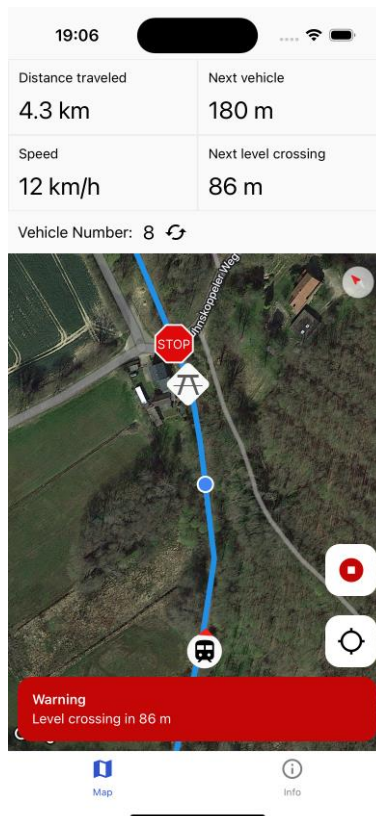 19:06
Distance traveled
4.3 km
Next vehicle
180 m
Speed
12 km/h
Next level crossing
86 m
Vehicle Number: 8
STOP
Warning
Level crossing in 86 m
Map
Info